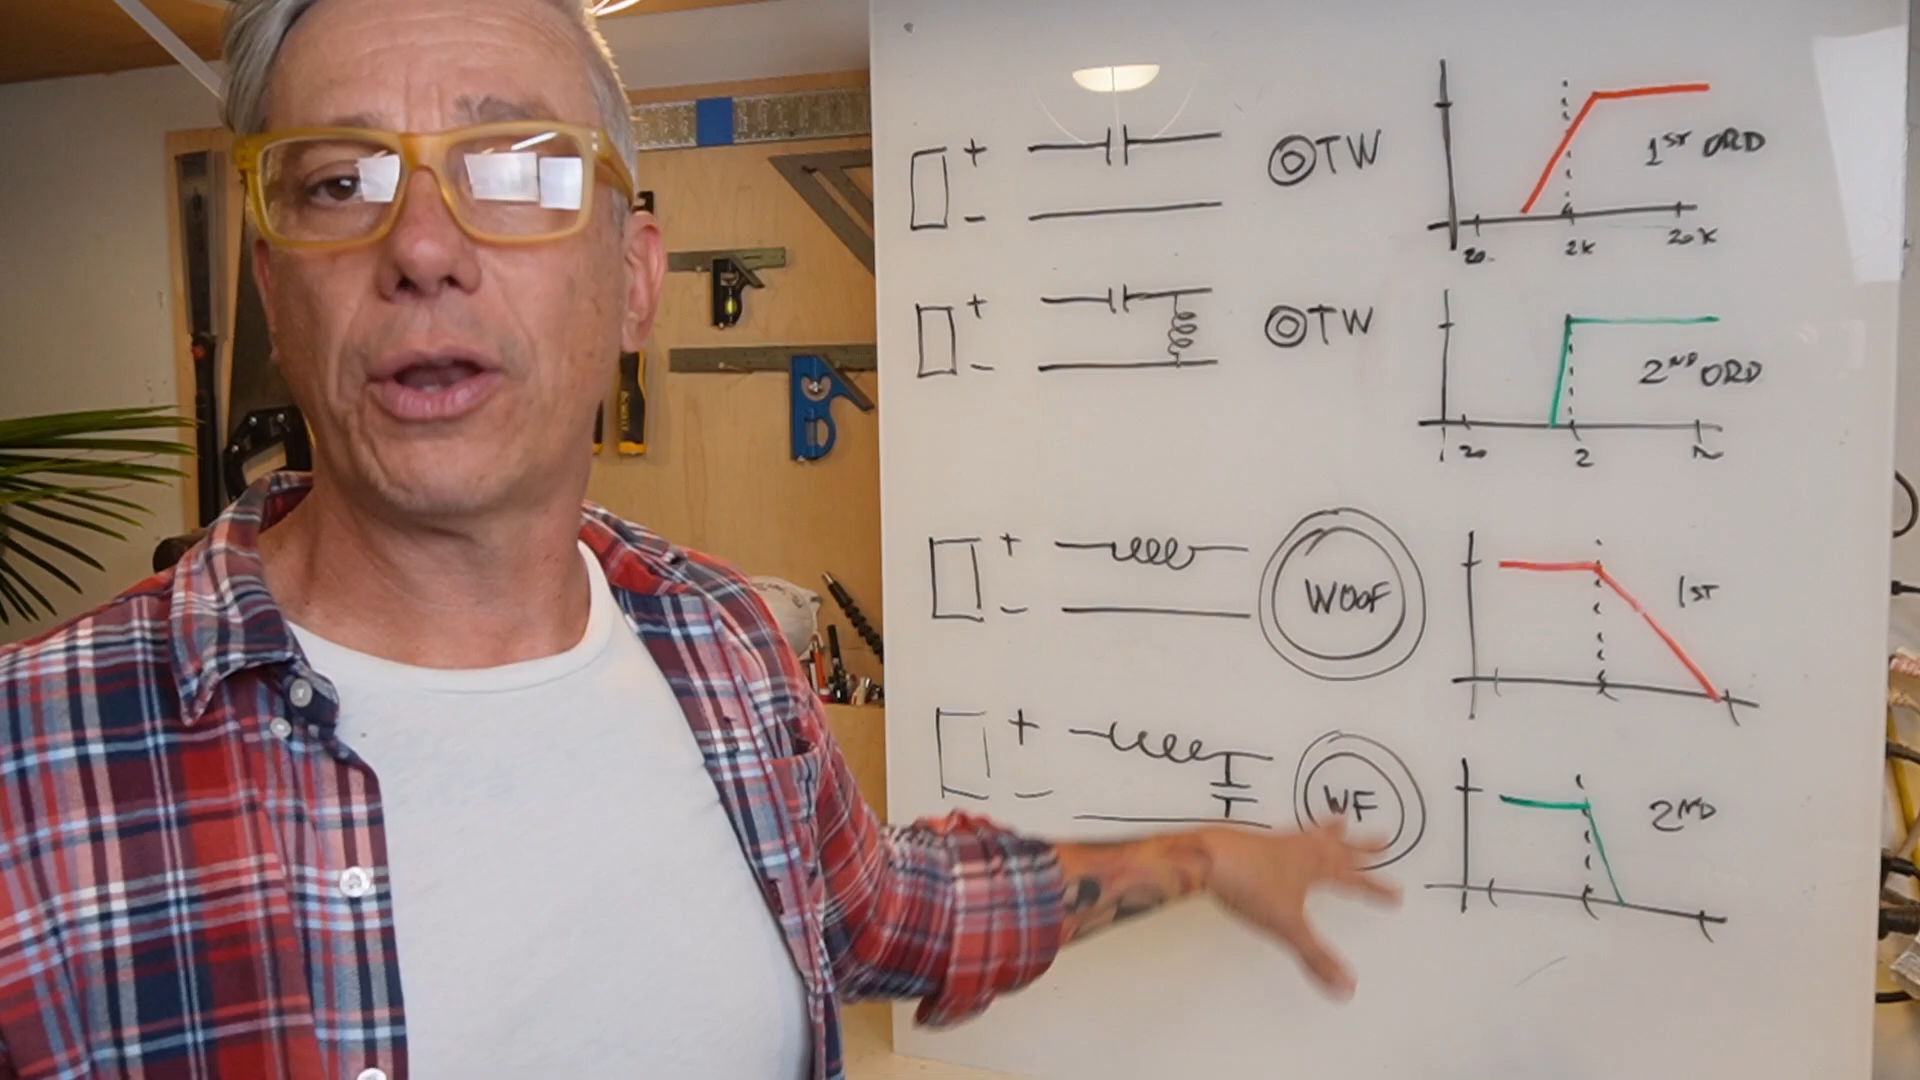 + TW 1ST ORD
-
20 2K 20K
+ TW 2ND ORD
-
20 2
+ WOOF 1ST
-
+ WF 2ND
-